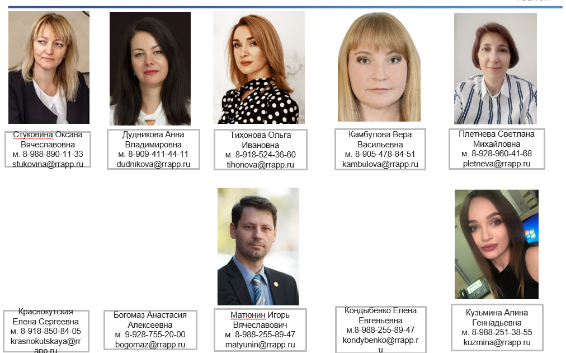 Стуковина Оксана
Вячеславовна
м. 8-988-890-11-33
stukovina@rrapp.ru
Дудникова Анна
Владимировна
м. 8-909-411-44-11
dudnikova@rrapp.ru
Тихонова Ольга
Ивановна
м. 8-918-524-36-60
tihonova@rrapp.ru
Камбулова Вера
Васильевна
м. 8-905-478-84-51
kambulova@rrapp.ru
Плетнева Светлана
Михайловна
м. 8-928-960-41-68
pletneva@rrapp.ru
Краснокутская
Елена Сергеевна
м. 8-918 850-84-05
krasnokutskaya@rr
app.ru
Богомаз Анастасия
Алексеевна
м. 9-928-755-20-00
bogomaz@rrapp.ru
Матюнин Игорь
Вячеславович
м. 8-988-255-89-47
matyunin@rrapp.ru
Кондыбенко Елена
Евгеньевна
м.8-988-255-89-47
kondybenko@rrapp.r
u
Кузьмина Алина
Геннадьевна
м. 8-988-251-38-55
kuzmina@rrapp.ru